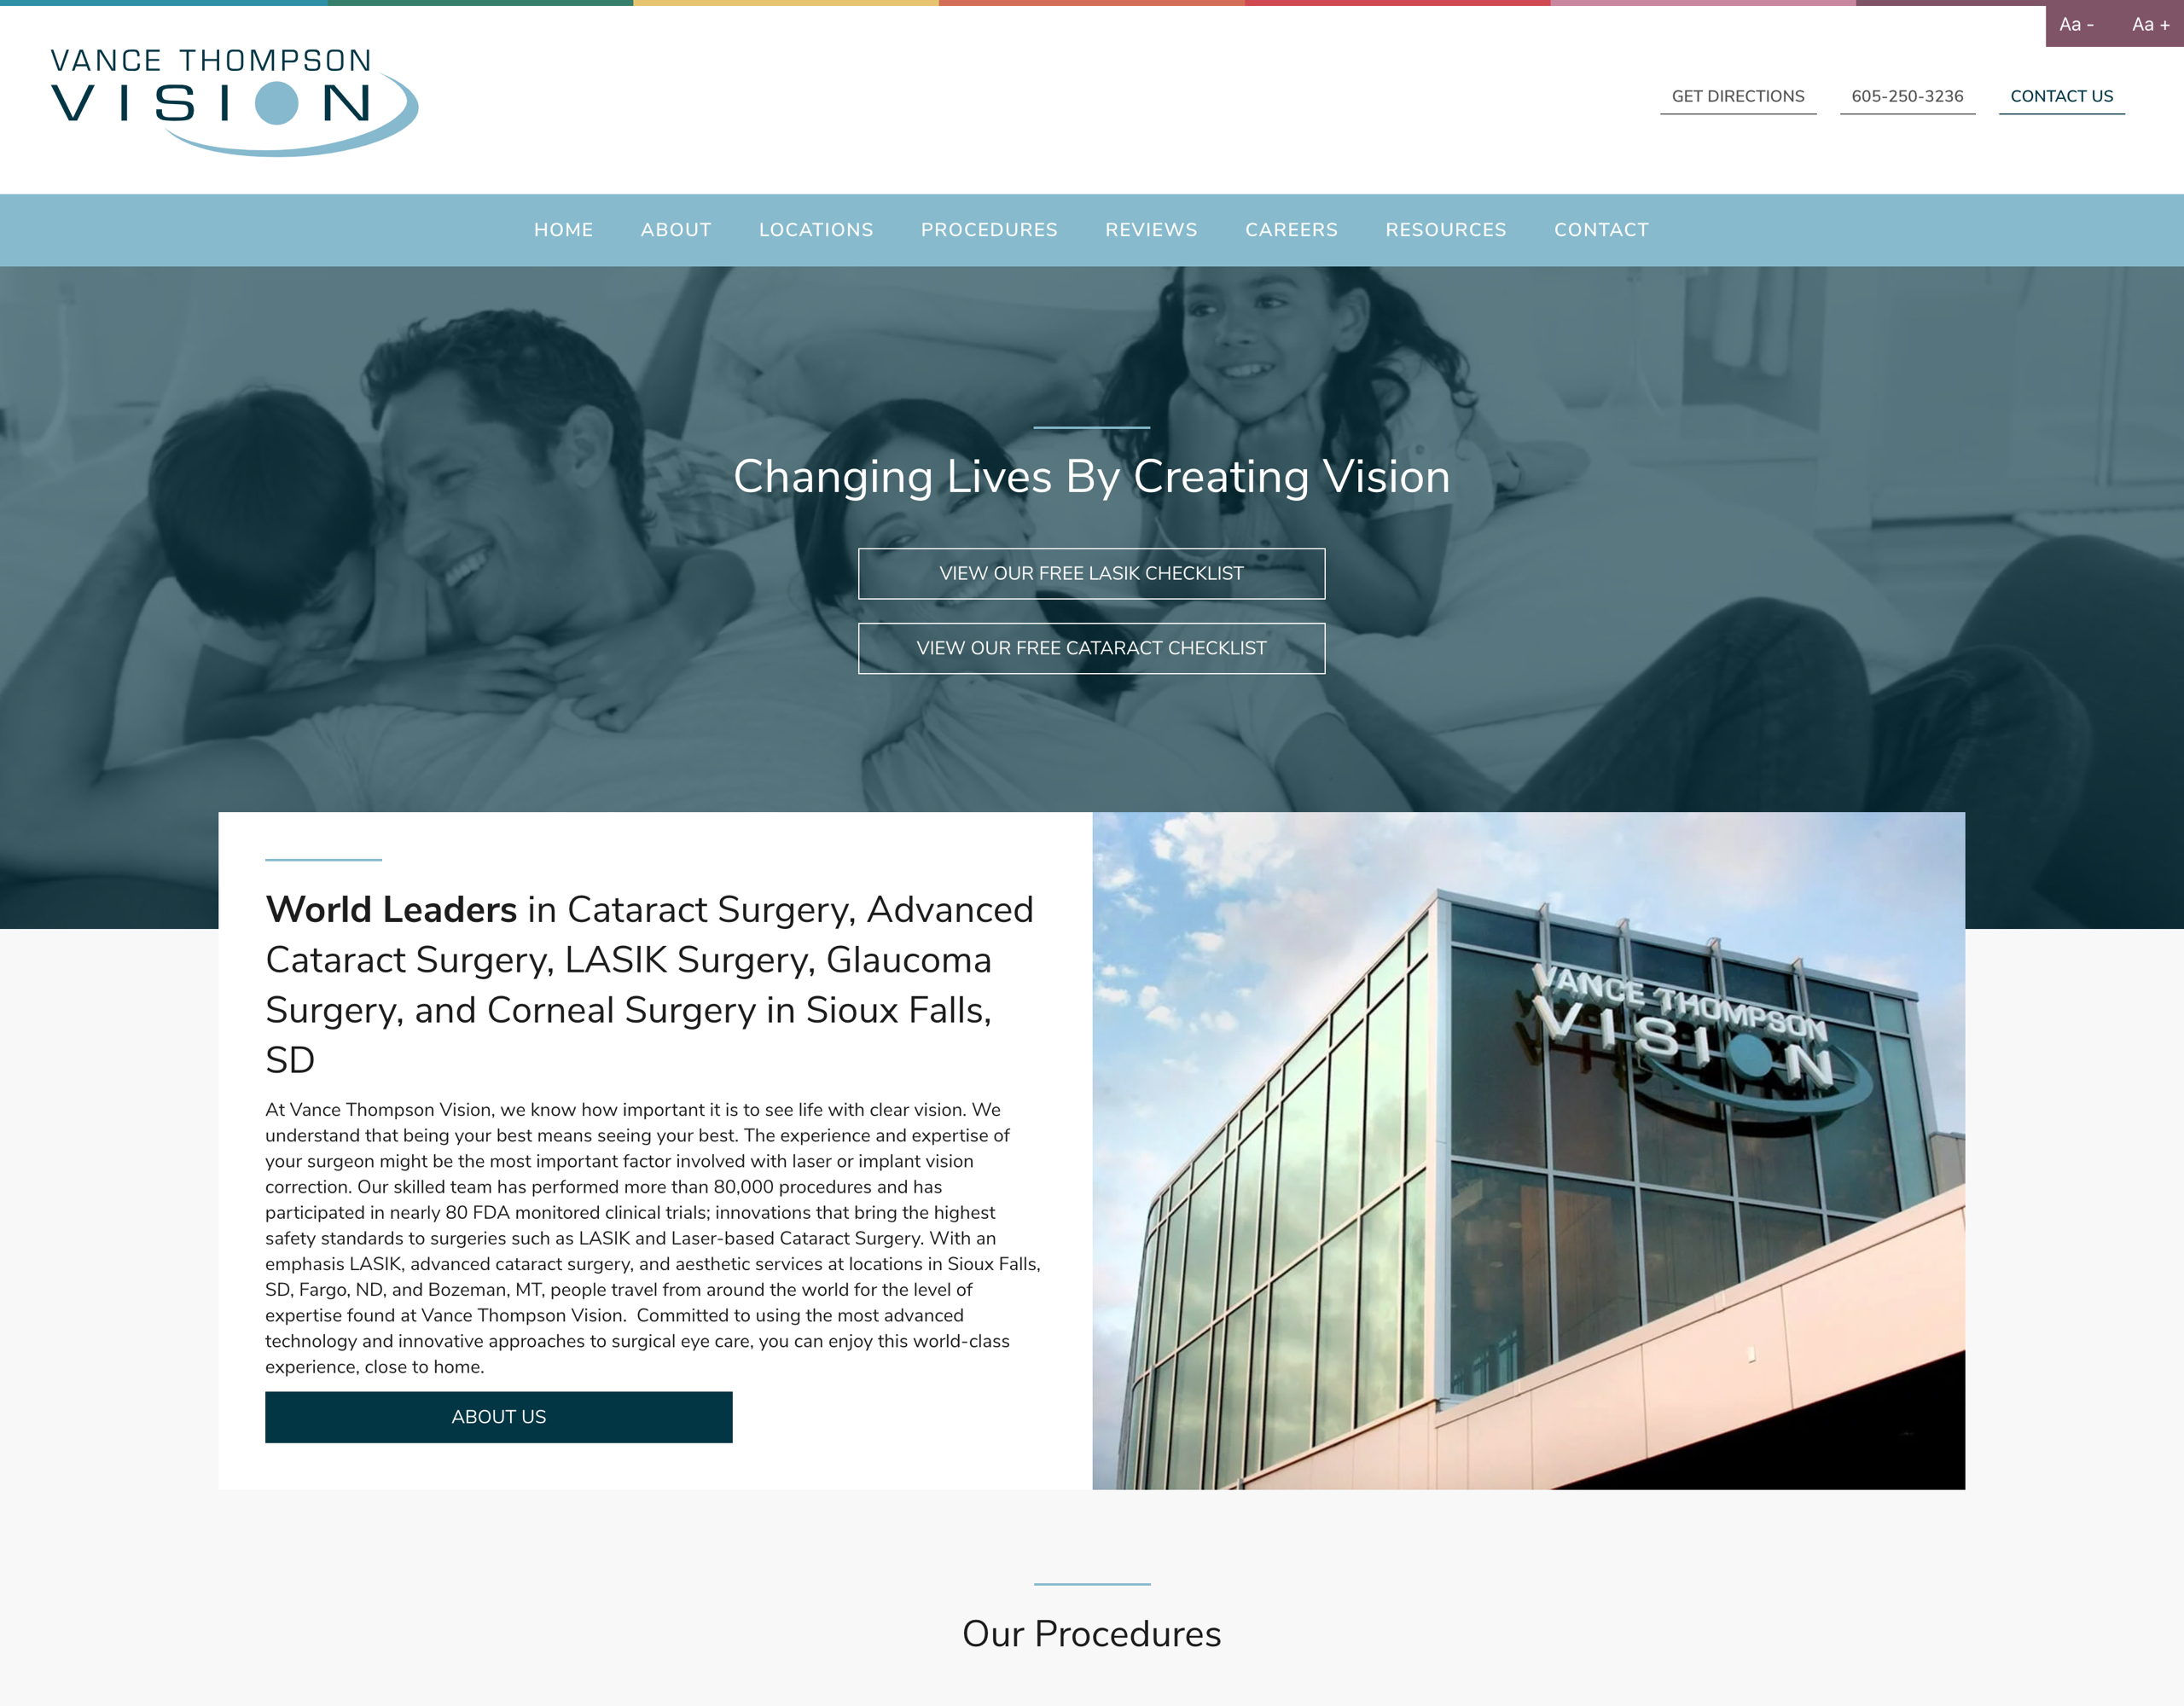 Aa - Aa +
VANCE THOMPSON
VISION
GET DIRECTIONS 605-250-3236 CONTACT US
HOME ABOUT LOCATIONS PROCEDURES REVIEWS CAREERS RESOURCES CONTACT
Changing Lives By Creating Vision
VIEW OUR FREE LASIK CHECKLIST
VIEW OUR FREE CATARACT CHECKLIST
World Leaders in Cataract Surgery, Advanced
Cataract Surgery, LASIK Surgery, Glaucoma
Surgery, and Corneal Surgery in Sioux Falls,
SD
At Vance Thompson Vision, we know how important it is to see life with clear vision. We
understand that being your best means seeing your best. The experience and expertise of
your surgeon might be the most important factor involved with laser or implant vision
correction. Our skilled team has performed more than 80,000 procedures and has
participated in nearly 80 FDA monitored clinical trials; innovations that bring the highest
safety standards to surgeries such as LASIK and Laser-based Cataract Surgery. With an
emphasis LASIK, advanced cataract surgery, and aesthetic services at locations in Sioux Falls,
SD, Fargo, ND, and Bozeman, MT, people travel from around the world for the level of
expertise found at Vance Thompson Vision.  Committed to using the most advanced
technology and innovative approaches to surgical eye care, you can enjoy this world-class
experience, close to home.
ABOUT US
VANCE THOMPSON
VISION
Our Procedures